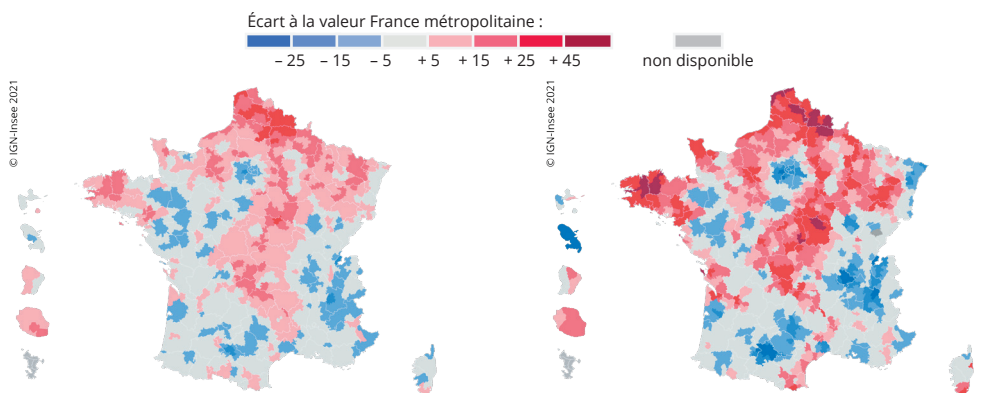 Écart à la valeur France métropolitaine :
– 25 – 15 – 5 + 5 + 15 + 25 + 45 non disponible
© IGN-Insee 2021
© IGN-Insee 2021